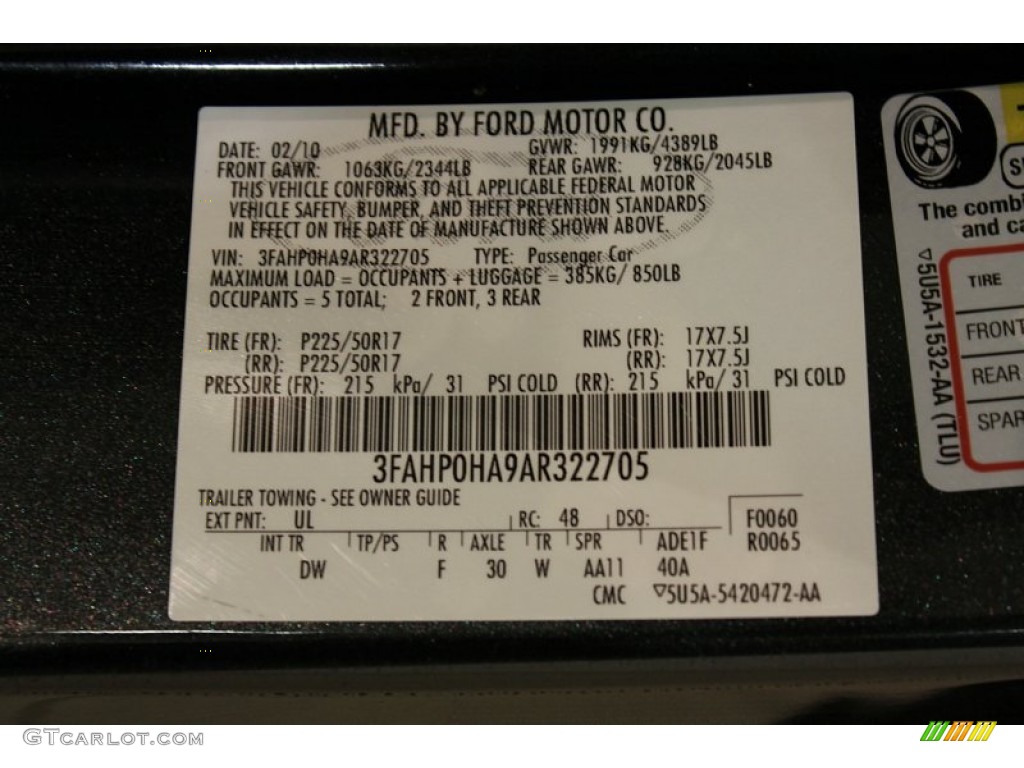 MFD. BY FORD MOTOR CO.
DATE: 02/10 GVWR: 1991KG/4389LB
FRONT GAWR: 1063KG/2344LB REAR GAWR: 928KG/2045LB
THIS VEHICLE CONFORMS TO ALL APPLICABLE FEDERAL MOTOR
VEHICLE SAFETY, BUMPER, AND THEFT PREVENTION STANDARDS
IN EFFECT ON THE DATE OF MANUFACTURE SHOWN ABOVE.
VIN: 3FAHP0HA9AR322705 TYPE: Passenger Car
MAXIMUM LOAD = OCCUPANTS + LUGGAGE = 385KG/ 850LB
OCCUPANTS = 5 TOTAL; 2 FRONT, 3 REAR
TIRE (FR): P225/50R17 RIMS (FR): 17X7.5J
(RR): P225/50R17 (RR): 17X7.5J
PRESSURE (FR): 215 kPa/ 31 PSI COLD (RR): 215 kPa/ 31 PSI COLD
3FAHP0HA9AR322705
TRAILER TOWING - SEE OWNER GUIDE
EXT PNT: UL RC: 48 DSO: F0060
INT TR TP/PS R AXLE TR SPR ADE1F R0065
DW F 30 W AA11 40A
CMC ▽5U5A-5420472-AA
The comb
and ca
▽5U5A-1532-AA (TLU)
TIRE
FRONT
REAR
SPAR
GTcarlot.com